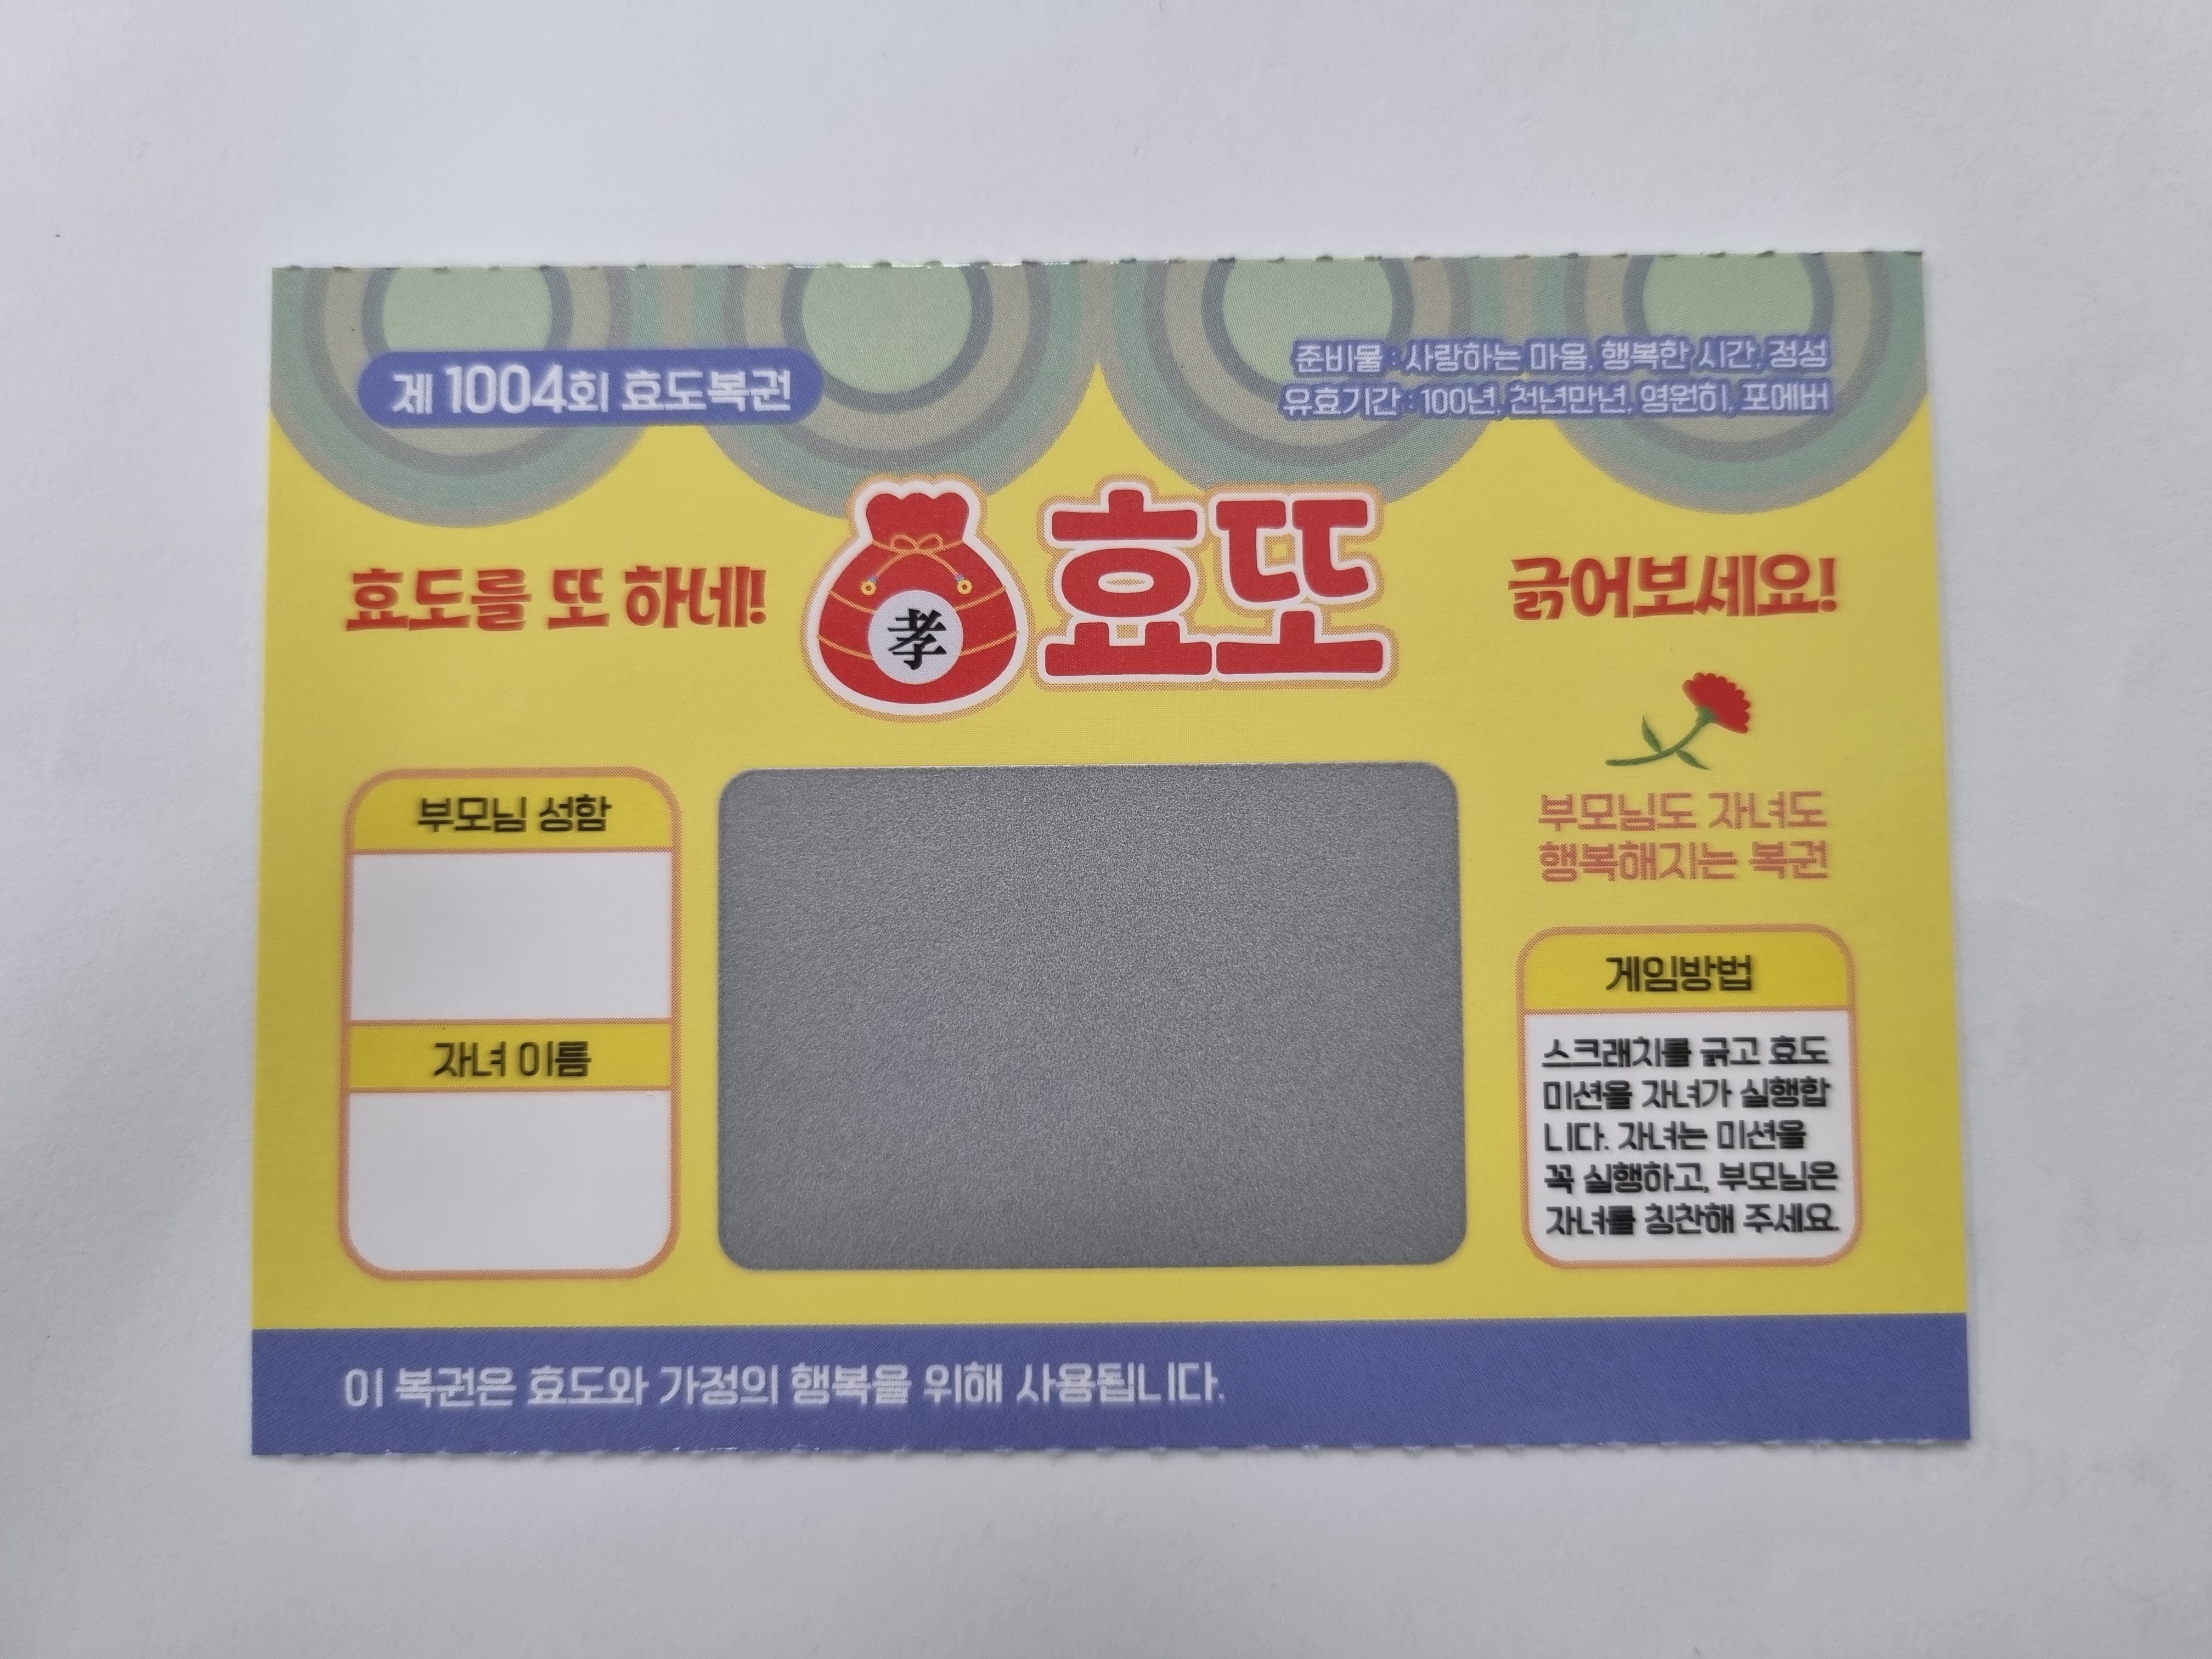 제 1004회 효도복권
준비물 : 사랑하는 마음, 행복한 시간, 정성
유효기간 : 100년, 천년만년, 영원히, 포에버
효도를 또 하네!!
孝
효또
긁어보세요!
부모님 성함
자녀 이름
부모님도 자녀도
행복해지는 복권
게임방법
스크래치를 긁고 효도
미션을 자녀가 실행합
니다. 자녀는 미션을
꼭 실행하고, 부모님은
자녀를 칭찬해 주세요.
이 복권은 효도와 가정의 행복을 위해 사용됩니다.